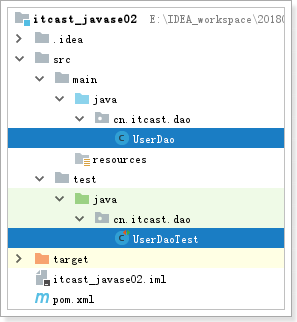 itcast_javase02 E:\IDEA_workspace\2018
.idea
src
main
java
cn.itcast.dao
UserDao
resources
test
java
cn.itcast.dao
UserDaoTest
target
itcast_javase02.iml
pom.xml